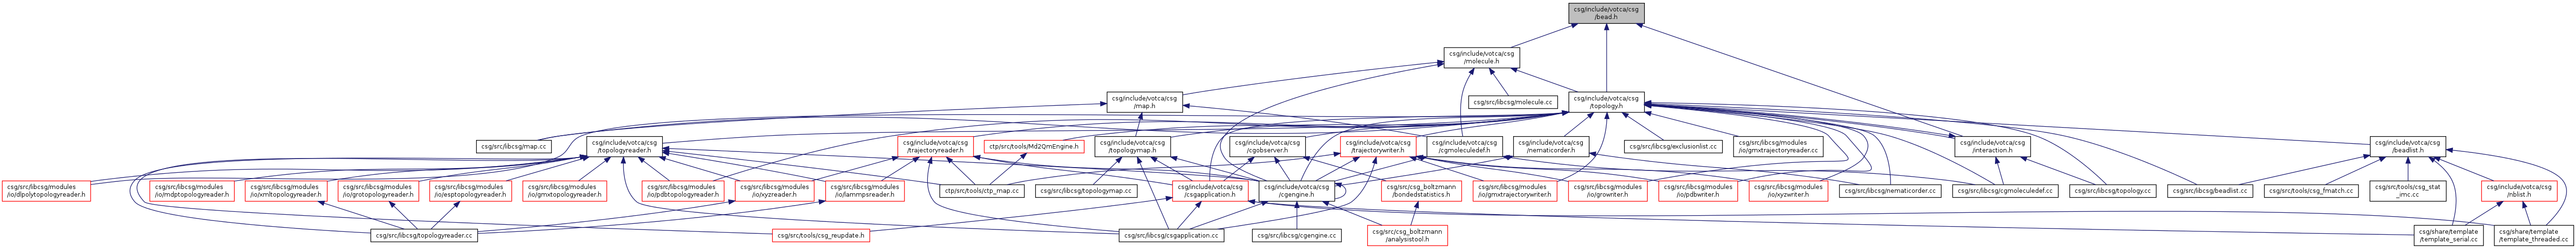 csg/include/votca/csg
/bead.h
csg/include/votca/csg
/molecule.h
csg/include/votca/csg
/map.h
csg/src/libcsg/molecule.cc
csg/include/votca/csg
/topology.h
csg/src/libcsg/map.cc
csg/include/votca/csg
/topologyreader.h
csg/include/votca/csg
/trajectoryreader.h
ctp/src/tools/Md2QmEngine.h
csg/include/votca/csg
/topologymap.h
csg/include/votca/csg
/cgobserver.h
csg/include/votca/csg
/trajectorywriter.h
csg/include/votca/csg
/cgmoleculedef.h
csg/include/votca/csg
/nematicorder.h
csg/src/libcsg/exclusionlist.cc
csg/src/libcsg/modules
/io/gmxtrajectoryreader.cc
csg/include/votca/csg
/interaction.h
csg/include/votca/csg
/beadlist.h
csg/src/libcsg/modules
/io/dlpolytopologyreader.h
csg/src/libcsg/modules
/io/mdptopologyreader.h
csg/src/libcsg/modules
/io/xmltopologyreader.h
csg/src/libcsg/modules
/io/grotopologyreader.h
csg/src/libcsg/modules
/io/esptopologyreader.h
csg/src/libcsg/modules
/io/gmxtopologyreader.h
csg/src/libcsg/modules
/io/pdbtopologyreader.h
csg/src/libcsg/modules
/io/xyzreader.h
csg/src/libcsg/modules
/io/lammpsreader.h
ctp/src/tools/ctp_map.cc
csg/src/libcsg/topologymap.cc
csg/include/votca/csg
/csgapplication.h
csg/include/votca/csg
/cgengine.h
csg/src/csg_boltzmann
/bondedstatistics.h
csg/src/libcsg/modules
/io/gmxtrajectorywriter.h
csg/src/libcsg/modules
/io/growriter.h
csg/src/libcsg/modules
/io/pdbwriter.h
csg/src/libcsg/modules
/io/xyzwriter.h
csg/src/libcsg/nematicorder.cc
csg/src/libcsg/cgmoleculedef.cc
csg/src/libcsg/topology.cc
csg/src/libcsg/beadlist.cc
csg/src/tools/csg_fmatch.cc
csg/src/tools/csg_stat
_imc.cc
csg/include/votca/csg
/nblist.h
csg/src/libcsg/topologyreader.cc
csg/src/tools/csg_reupdate.h
csg/src/libcsg/csgapplication.cc
csg/src/libcsg/cgengine.cc
csg/src/csg_boltzmann
/analysistool.h
csg/share/template
/template_serial.cc
csg/share/template
/template_threaded.cc